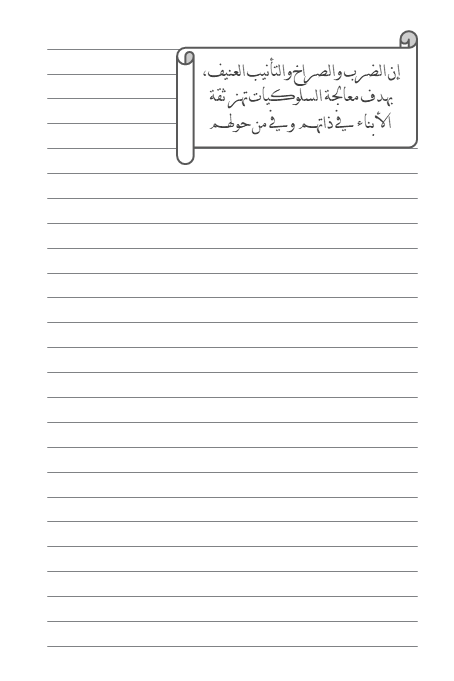 إن الضرب والصراخ والتأنيب العنيف،
بهدف معالجة السلوكيات تهز ثقة
الأبناء في ذاتهم وفي من حولهم